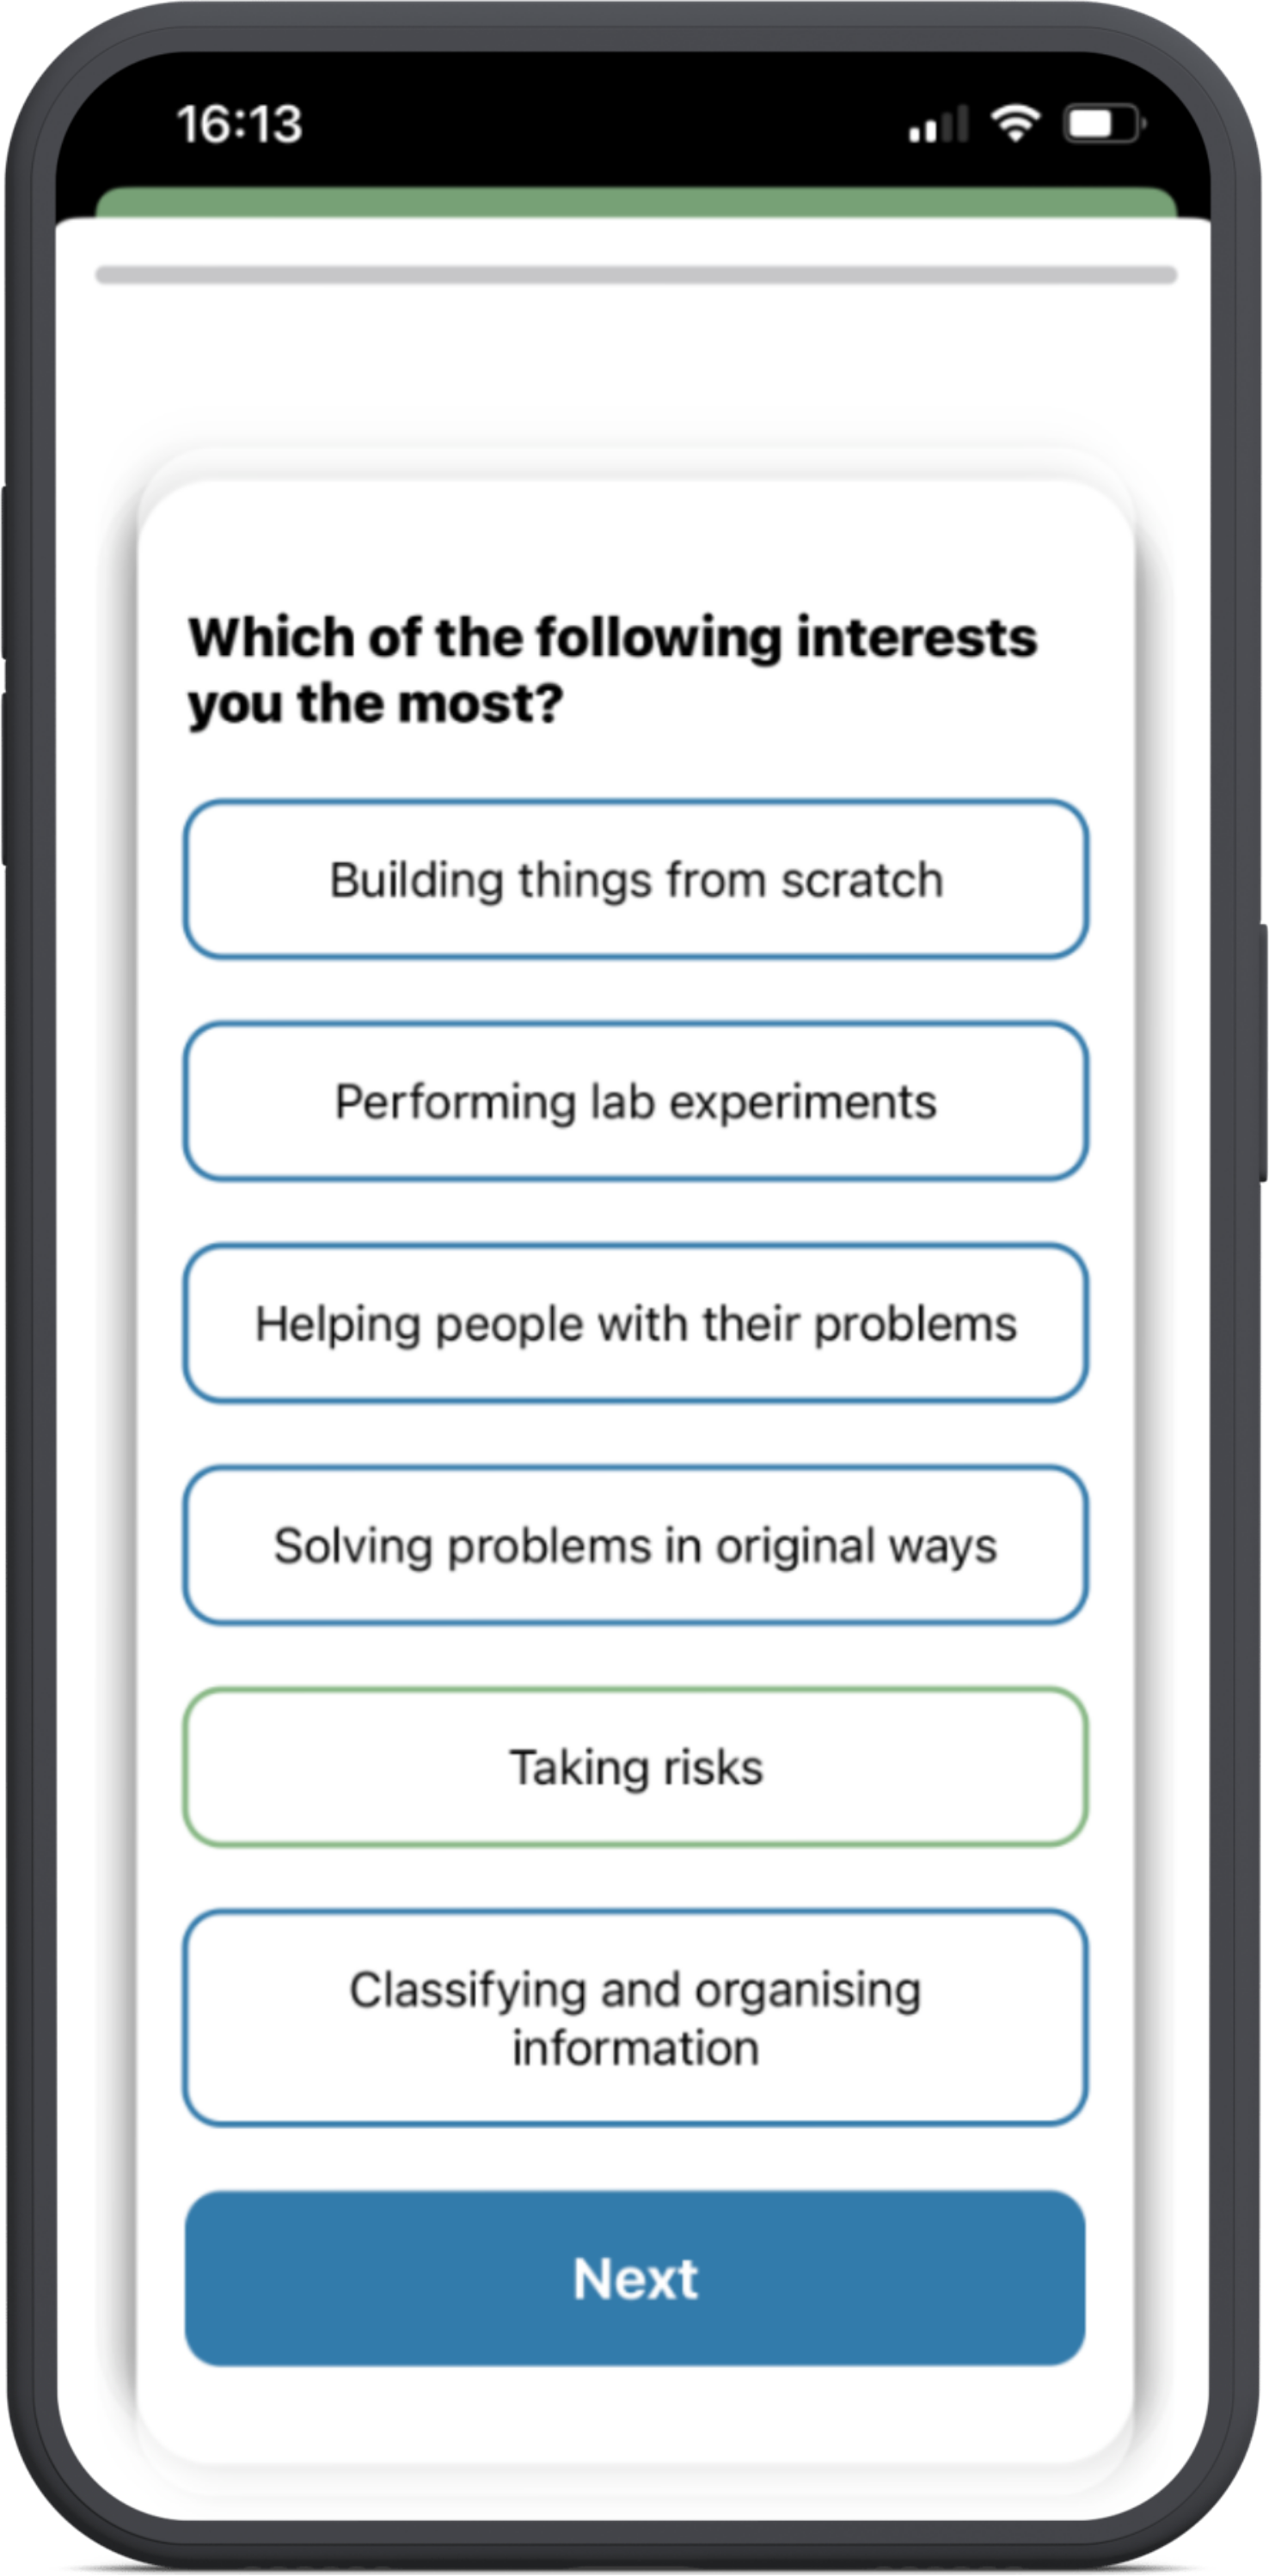 16:13
Which of the following interests
you the most?
Building things from scratch
Performing lab experiments
Helping people with their problems
Solving problems in original ways
Taking risks
Classifying and organising
information
Next